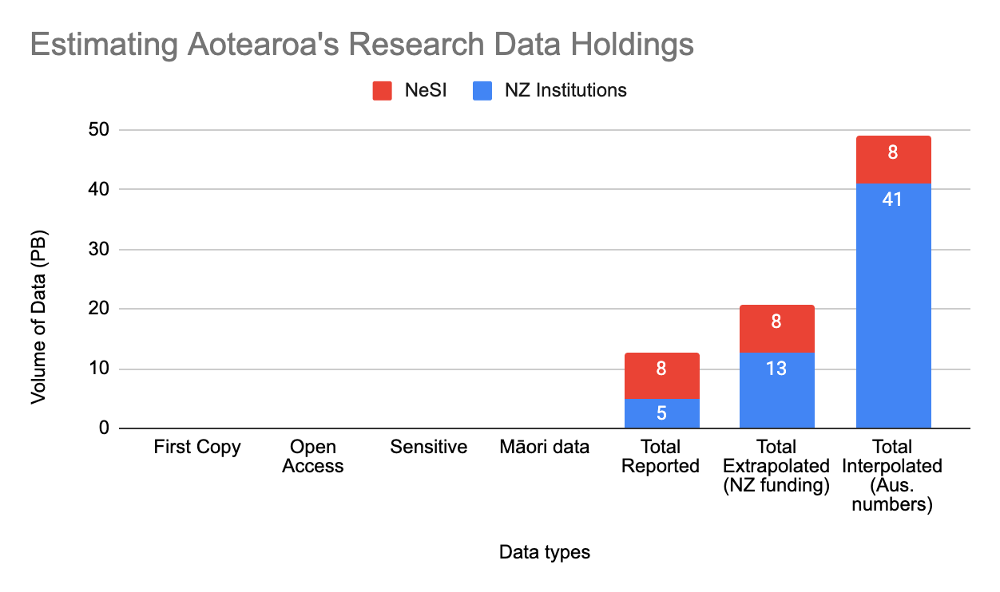 Estimating Aotearoa's Research Data Holdings
NeSI
NZ Institutions
Volume of Data (PB)
50
40
30
20
10
0
8
5
8
13
8
41
First Copy
Open
Access
Sensitive
Māori data
Total
Reported
Total
Extrapolated
(NZ funding)
Total
Interpolated
(Aus.
numbers)
Data types